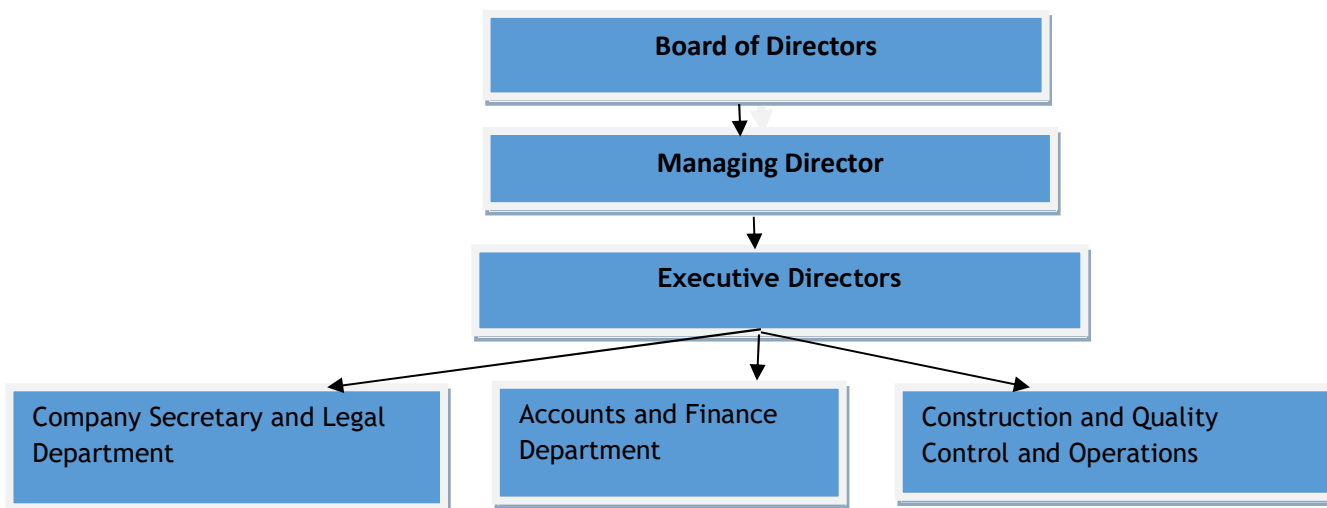 Board of Directors
Managing Director
Executive Directors
Company Secretary and Legal
Department
Accounts and Finance
Department
Construction and Quality
Control and Operations